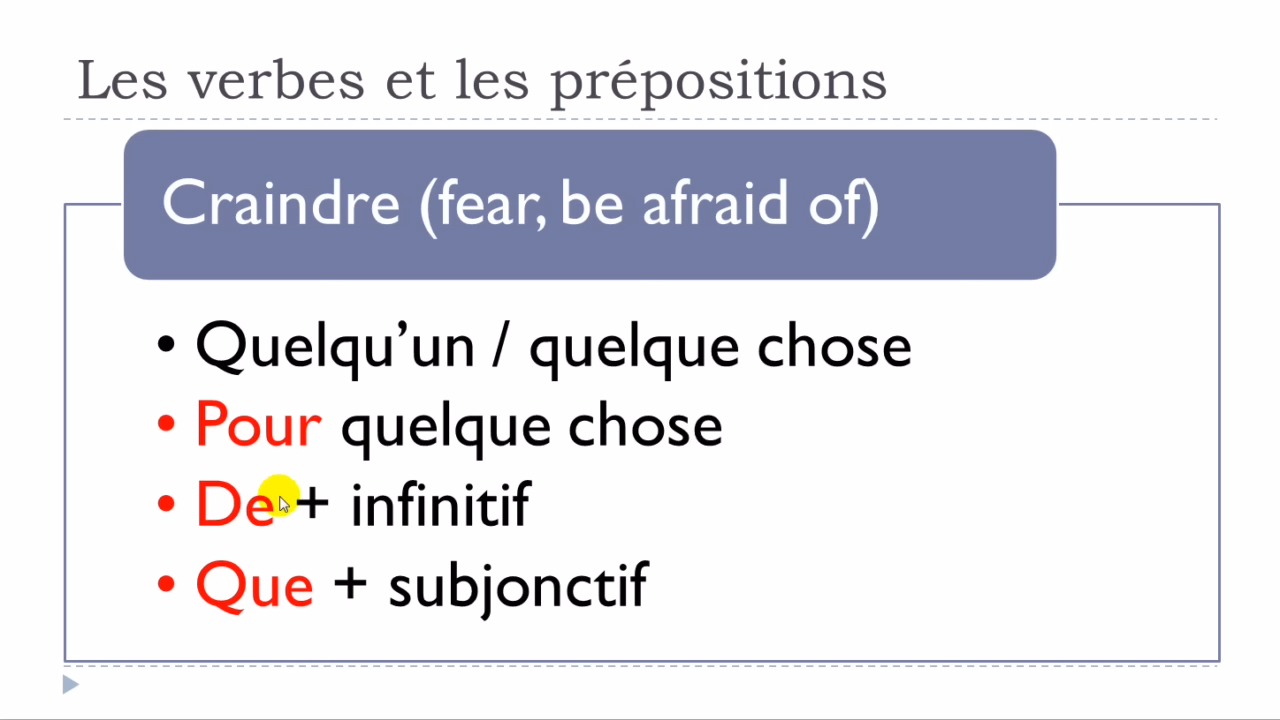 Les verbes et les prépositions
Craindre (fear, be afraid of)
• Quelqu’un / quelque chose
• Pour quelque chose
• De + infinitif
• Que + subjonctif